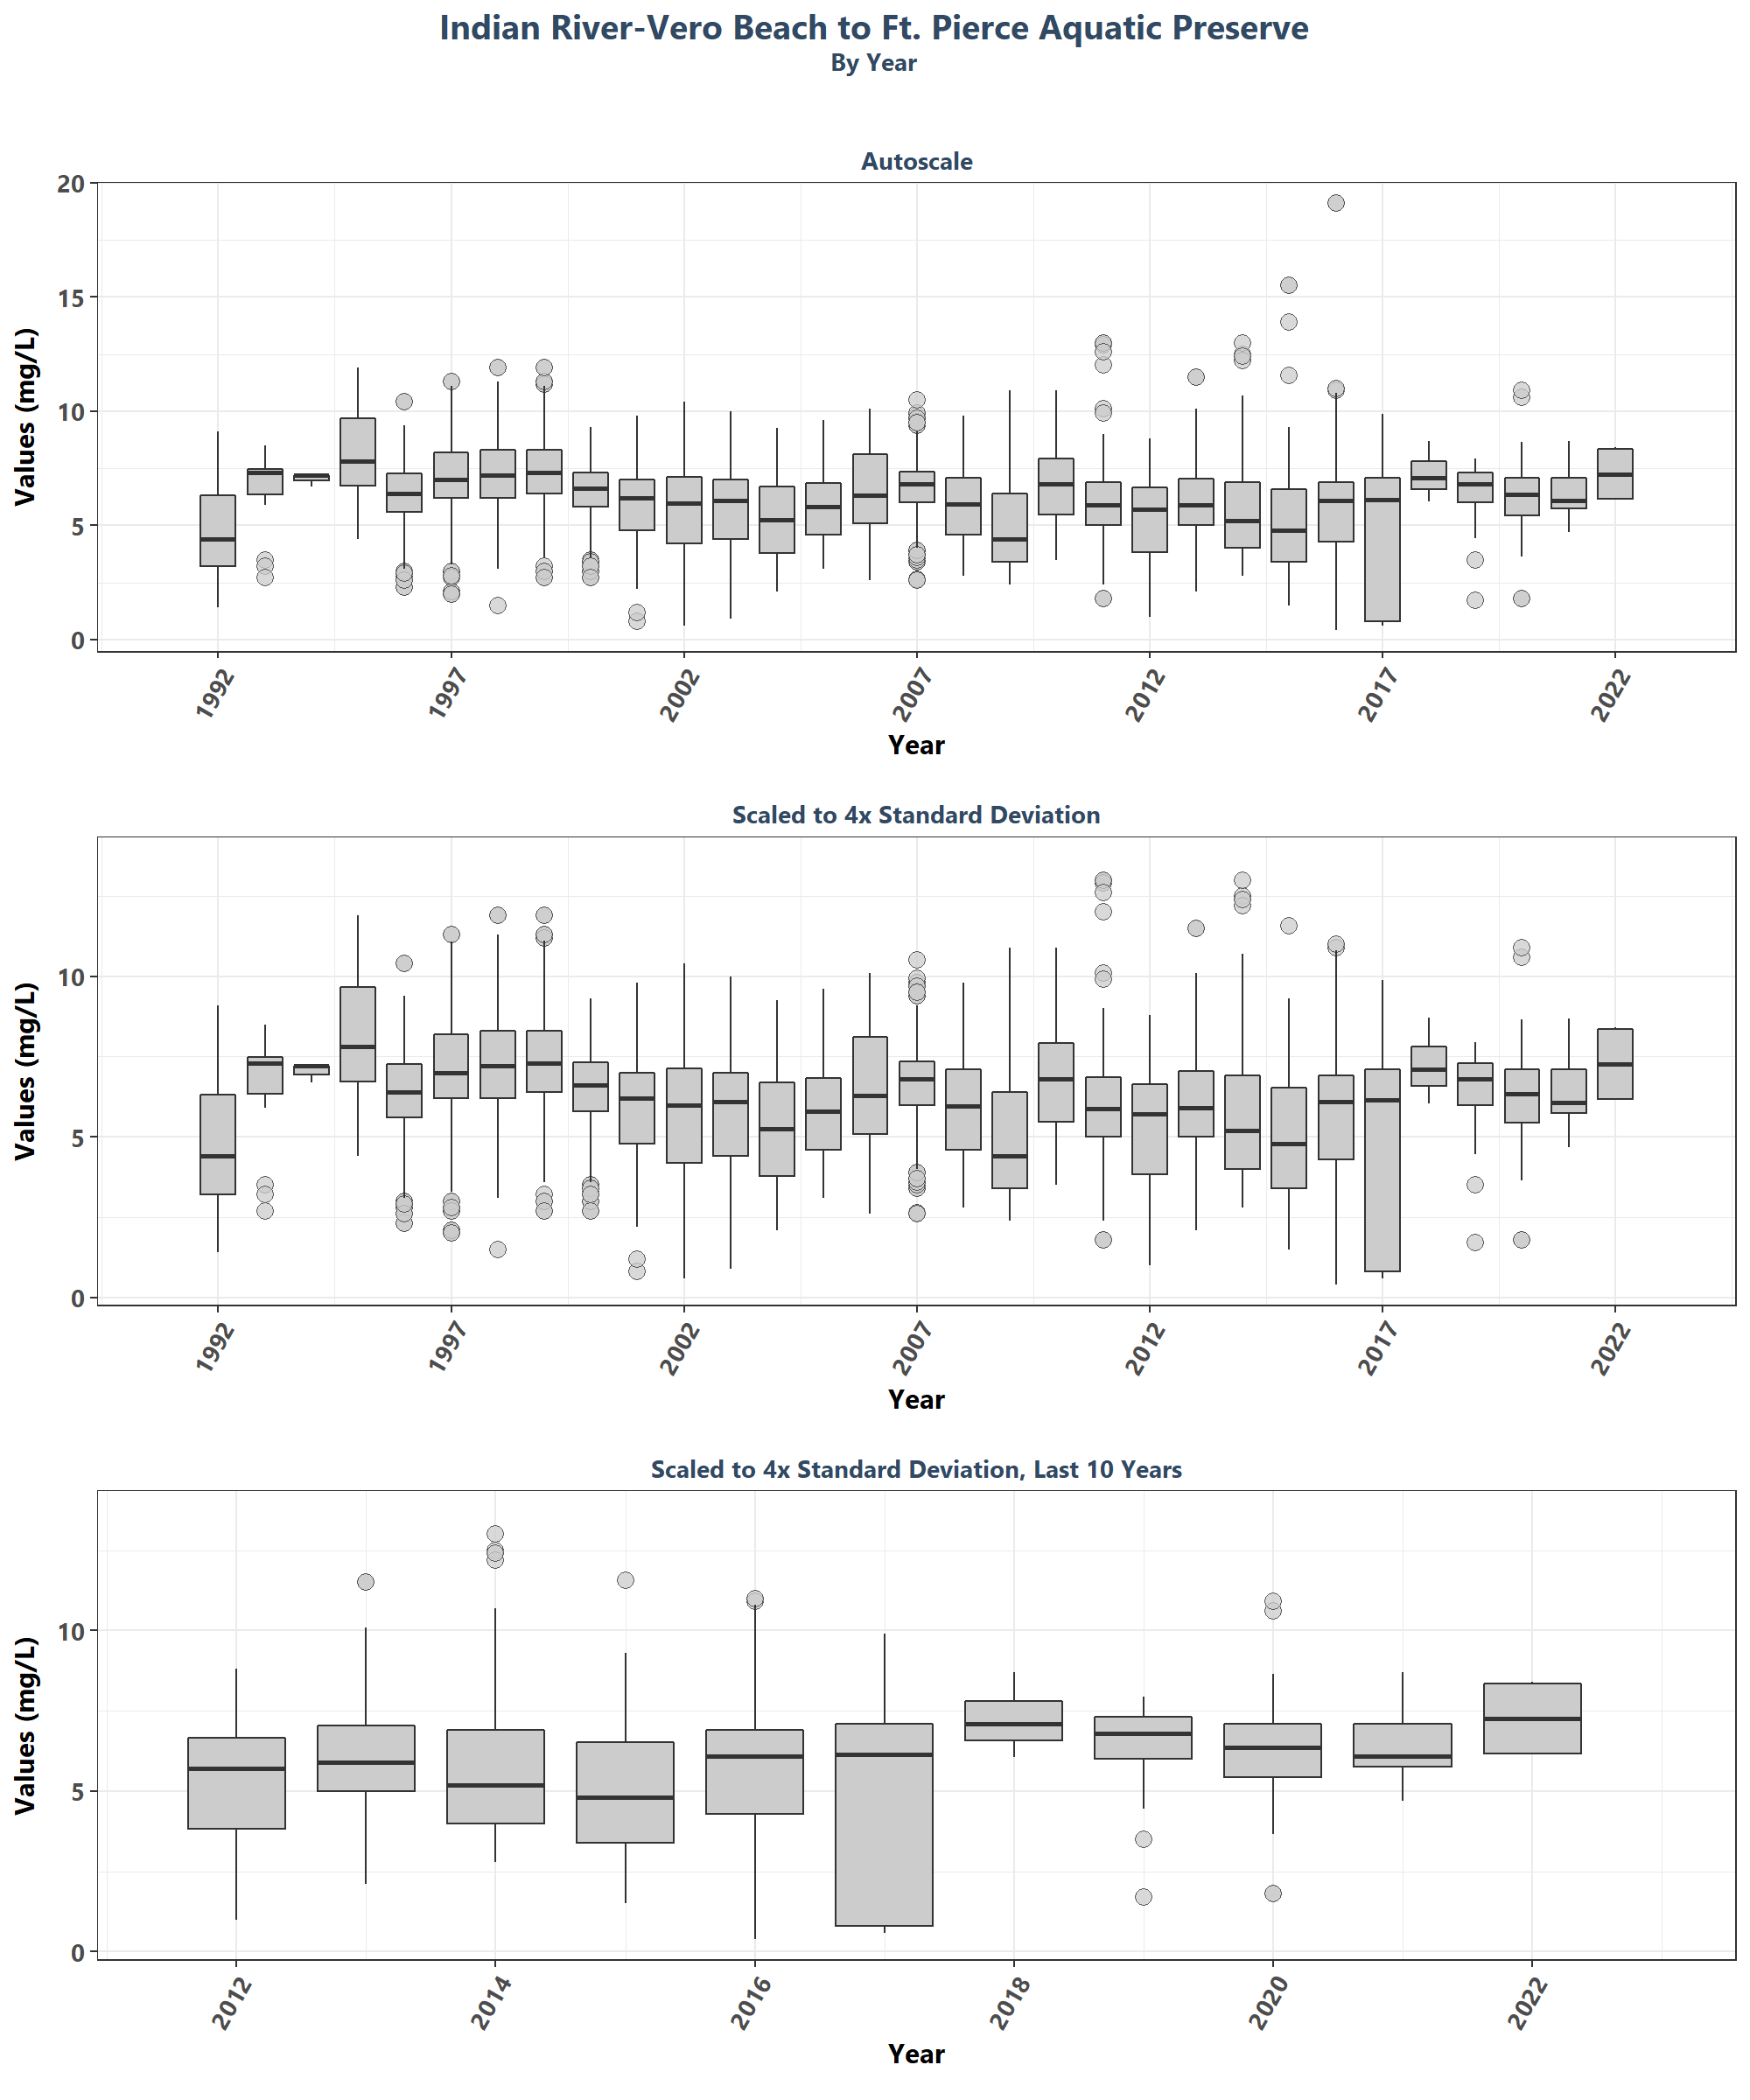 Indian River-Vero Beach to Ft. Pierce Aquatic Preserve
By Year
Autoscale
Values (mg/L)
20
15
10
5
0
1992
1997
2002
2007
2012
2017
2022
Year
Scaled to 4x Standard Deviation
Values (mg/L)
10
5
0
1992
1997
2002
2007
2012
2017
2022
Year
Scaled to 4x Standard Deviation, Last 10 Years
Values (mg/L)
10
5
0
2012
2014
2016
2018
2020
2022
Year